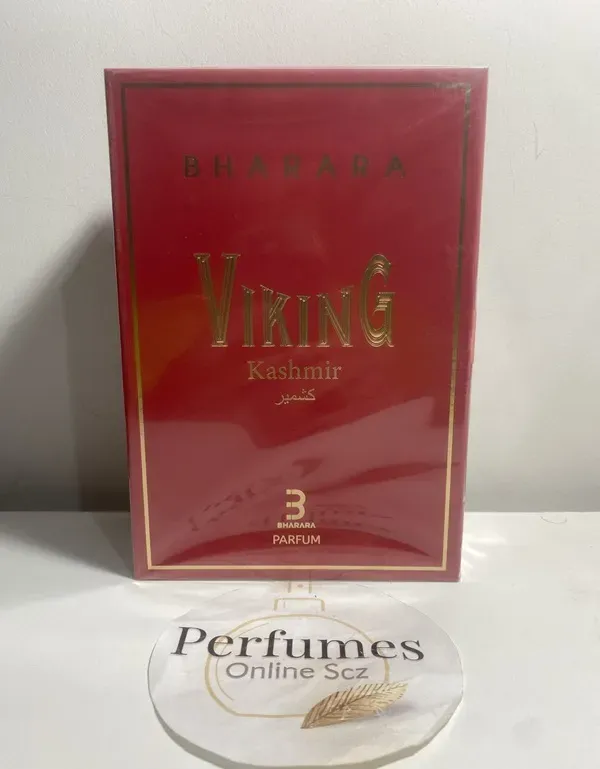 BHARARA
VIKING
Kashmir
كشمير
B
BHARARA
PARFUM
Perfumes
Online Scz